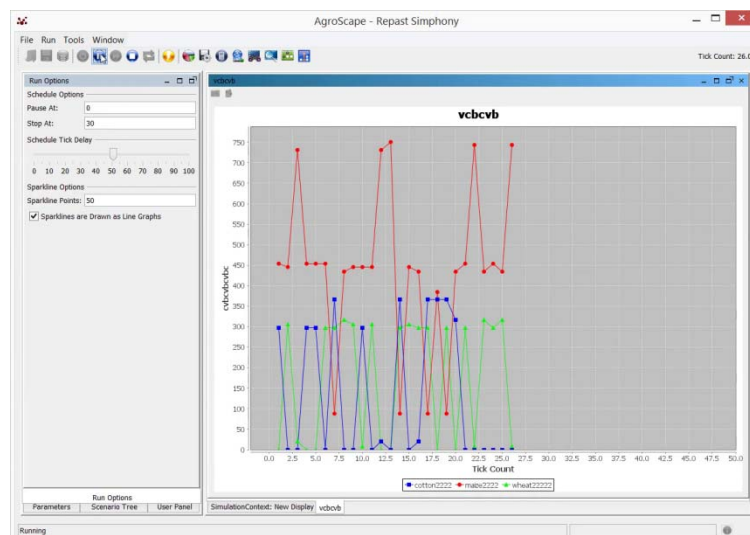 AgroScape - Repast Simphony
File Run Tools Window
Tick Count: 26.0
Run Options
Schedule Options
Pause At: 0
Stop At: 30
Schedule Tick Delay
0 10 20 30 40 50 60 70 80 90 100
Sparkline Options
Sparkline Points: 50
Sparklines are Drawn as Line Graphs
Run Options
Parameters Scenario Tree User Panel
vcbcvb
vcbcvb
cvbcbcvbc
750
700
650
600
550
500
450
400
350
300
250
200
150
100
50
0
0.0 2.5 5.0 7.5 10.0 12.5 15.0 17.5 20.0 22.5 25.0 27.5 30.0 32.5 35.0 37.5 40.0 42.5 45.0 47.5 50.0
Tick Count
cotton2222 maize2222 wheat22222
SimulationContext: New Display vcbcvb
Running